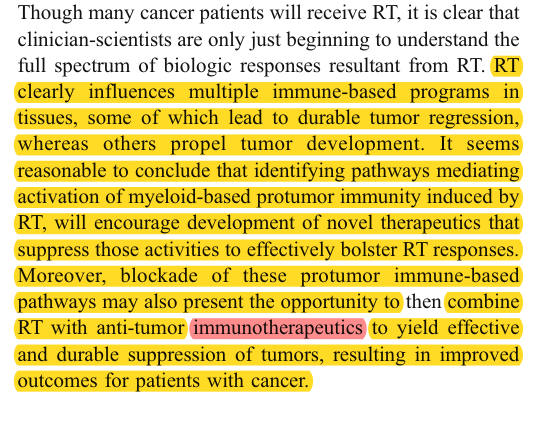 Though many cancer patients will receive RT, it is clear that
clinician-scientists are only just beginning to understand the
full spectrum of biologic responses resultant from RT. RT
clearly influences multiple immune-based programs in
tissues, some of which lead to durable tumor regression,
whereas others propel tumor development. It seems
reasonable to conclude that identifying pathways mediating
activation of myeloid-based protumor immunity induced by
RT, will encourage development of novel therapeutics that
suppress those activities to effectively bolster RT responses.
Moreover, blockade of these protumor immune-based
pathways may also present the opportunity to then combine
RT with anti-tumor immunotherapeutics to yield effective
and durable suppression of tumors, resulting in improved
outcomes for patients with cancer.